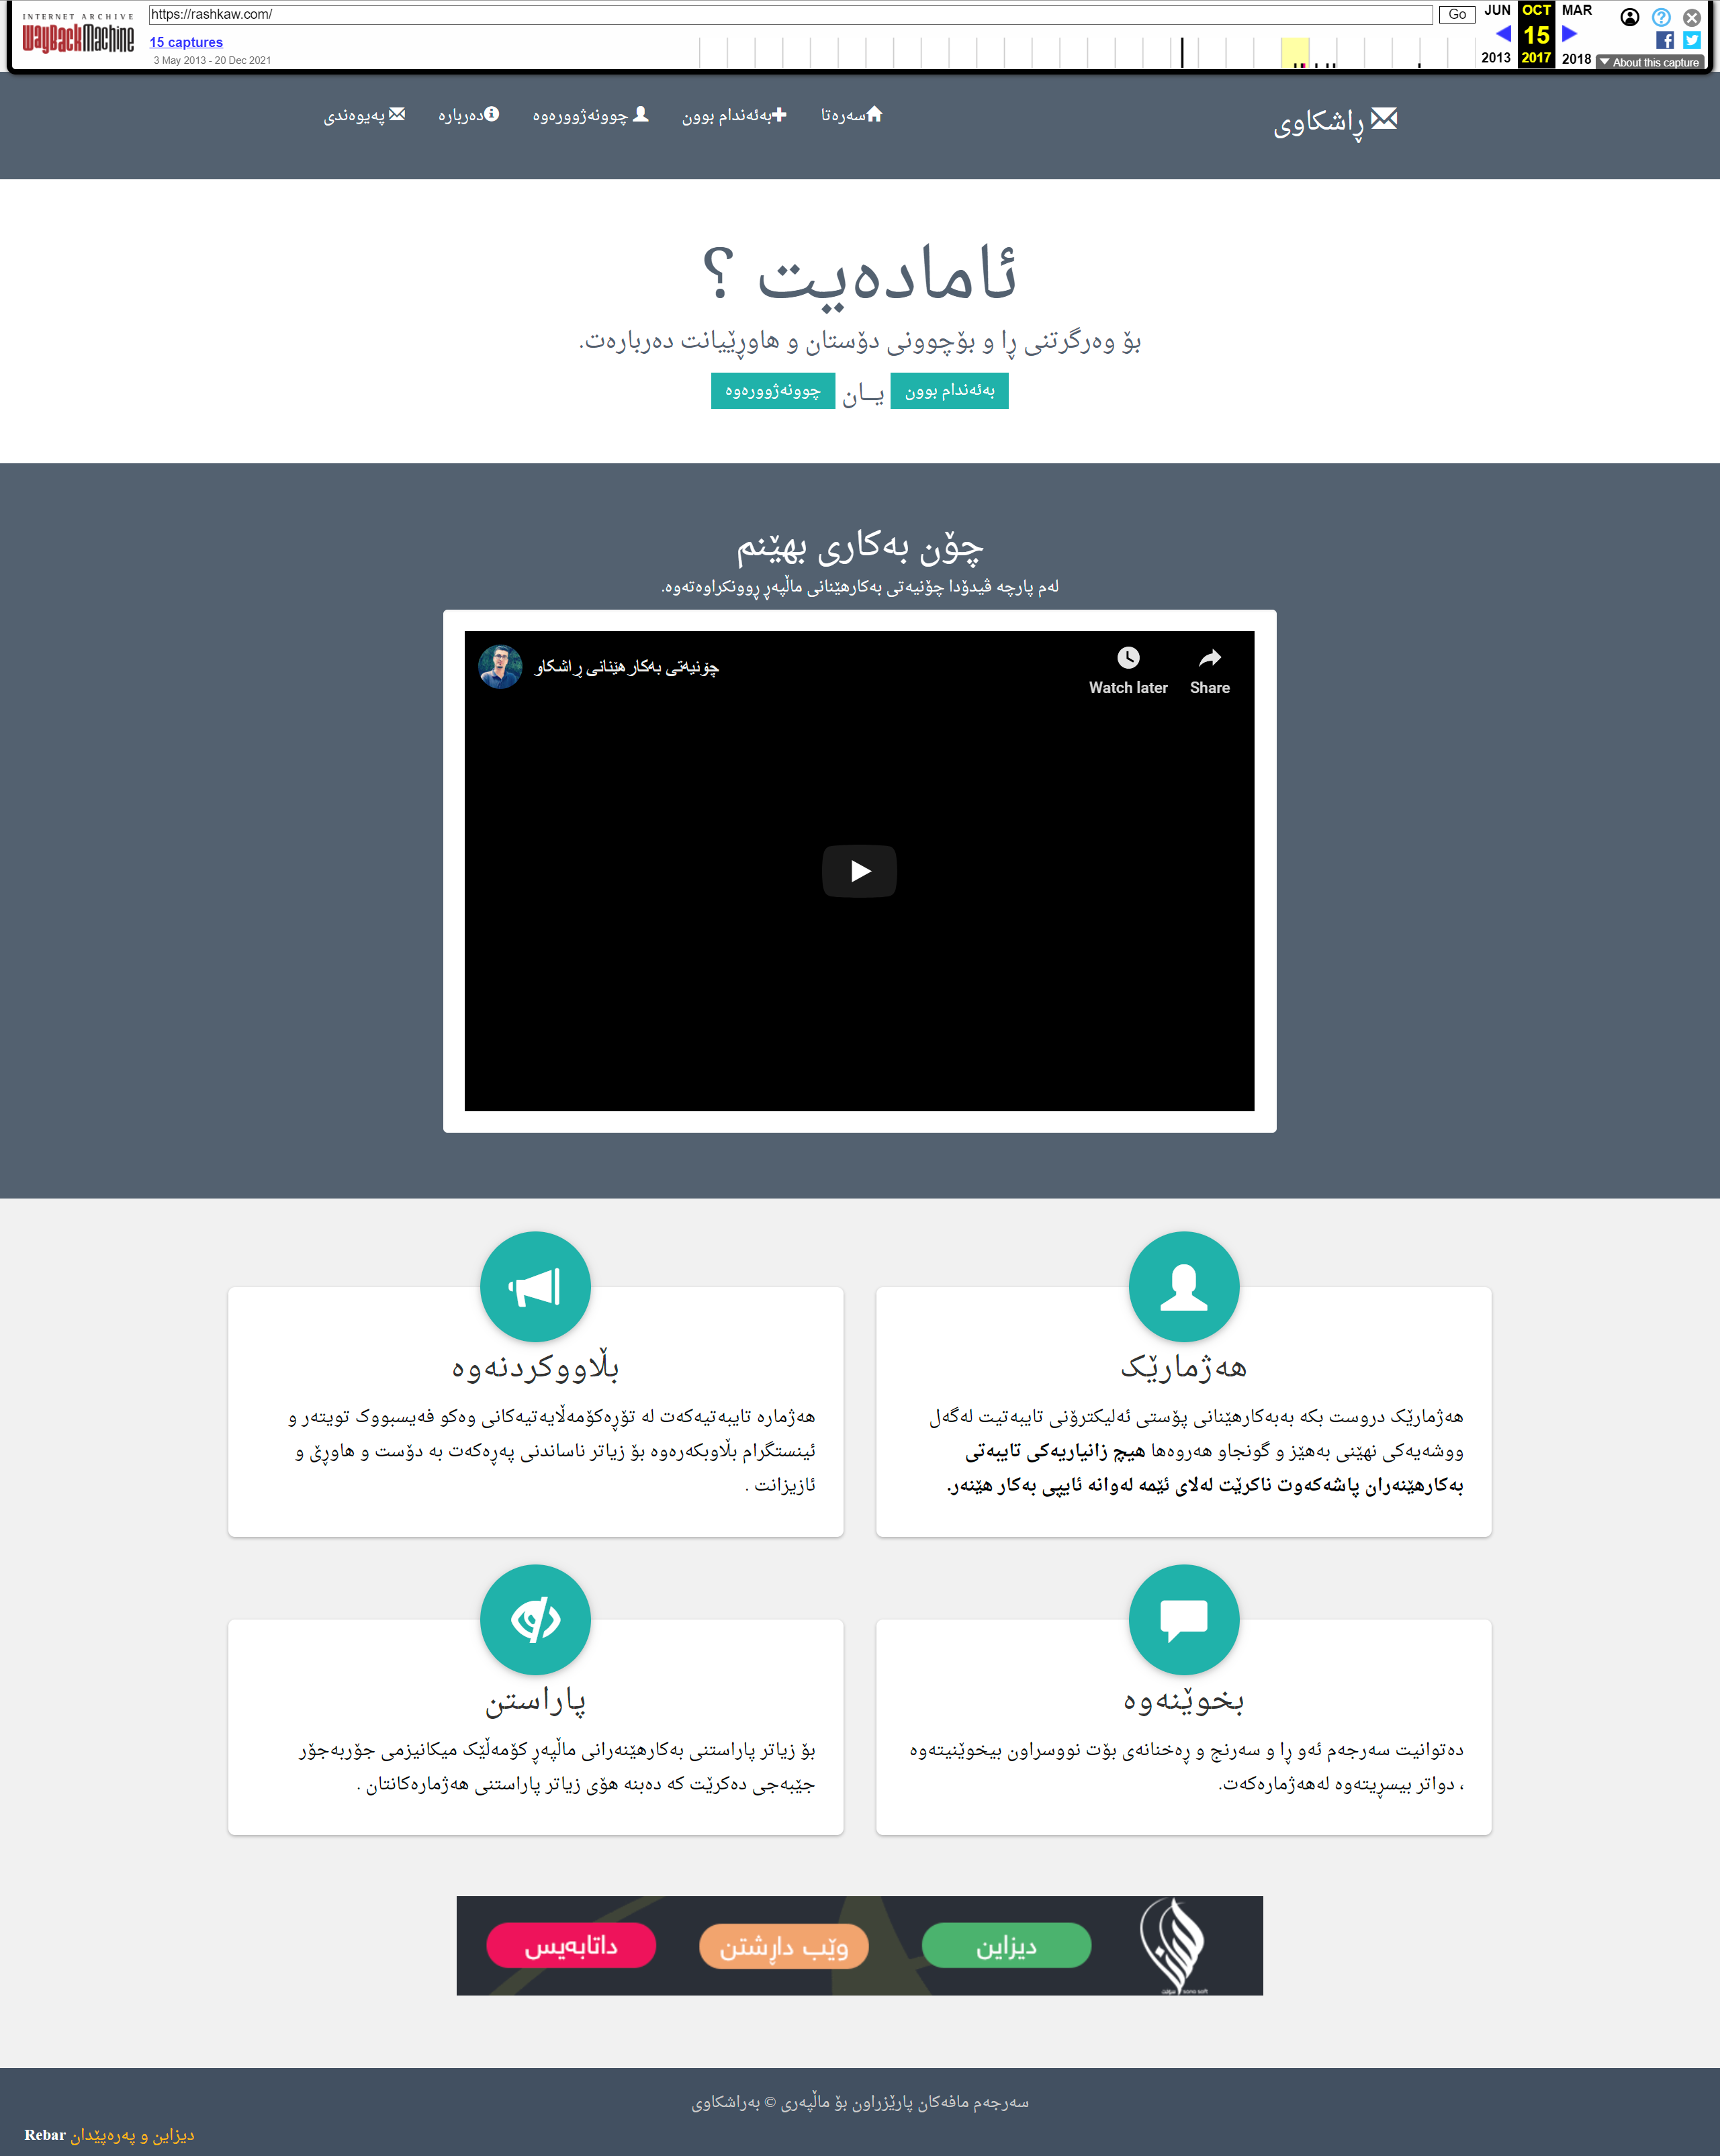 INTERNET ARCHIVE
WayBackMachine
https://rashkaw.com/
Go
15 captures
3 May 2013 - 20 Dec 2021
JUN OCT MAR
15
2013 2017 2018
About this capture
ڕاشکاوی
سەرەتا بەئەندام بوون چوونەژوورەوە دەربارە پەیوەندی
ئامادەیت ؟
بۆ وەرگرتنی ڕا و بۆچوونی دۆستان و هاوڕێیانت دەربارەت.
بەئەندام بوون یـان چوونەژوورەوە
چۆن بەکاری بهێنم
لەم پارچە ڤیدۆدا چۆنیەتی بەکارهێنانی ماڵپەڕ ڕوونکراوەتەوە.
چۆنیەتی بەکارهێنانی ڕاشکاو
Watch later Share
هەژمارێک
هەژمارێک دروست بکە بەبەکارهێنانی پۆستی ئەلیکترۆنی تایبەتیت لەگەل
ووشەیەکی نهێنی بەهێز و گونجاو هەروەها هیچ زانیاریەکی تایبەتی
بەکارهێنەران پاشەکەوت ناکرێت لەلای ئێمە لەوانە ئایپی بەکار هێنەر.
بڵاووکردنەوە
هەژمارە تایبەتیەکەت لە تۆڕەکۆمەڵایەتیەکانی وەکو فەیسبووک تویتەر و
ئینستگرام بڵاوبکەرەوە بۆ زیاتر ناساندنی پەڕەکەت بە دۆست و هاوڕێ و
ئازیزانت .
بخوێنەوە
دەتوانیت سەرجەم ئەو ڕا و سەرنج و ڕەخنانەی بۆت نووسراون بیخوێنیتەوە
، دواتر بیسڕیتەوە لەهەژمارەکەت.
پاراستن
بۆ زیاتر پاراستنی بەکارهێنەرانی ماڵپەڕ کۆمەڵێک میکانیزمی جۆربەجۆر
جێبەجی دەکرێت کە دەبنە هۆی زیاتر پاراستنی هەژمارەکانتان .
دیزاین
وێب داڕشتن
داتابەیس
سەرجەم مافەکان پارێزراون بۆ ماڵپەری © بەراشکاوی
دیزاین و پەرەپێدان Rebar